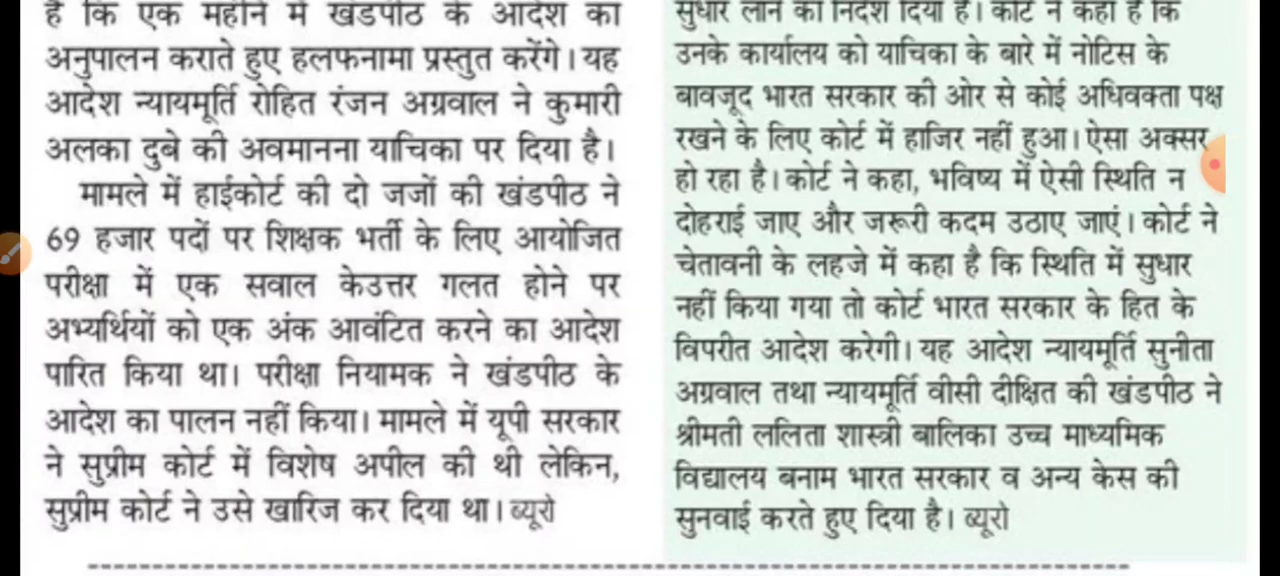 है कि एक महीने में खंडपीठ के आदेश का
अनुपालन कराते हुए हलफनामा प्रस्तुत करेंगे। यह
आदेश न्यायमूर्ति रोहित रंजन अग्रवाल ने कुमारी
अलका दुबे की अवमानना याचिका पर दिया है।
मामले में हाईकोर्ट की दो जजों की खंडपीठ ने
69 हजार पदों पर शिक्षक भर्ती के लिए आयोजित
परीक्षा में एक सवाल केउत्तर गलत होने पर
अभ्यर्थियों को एक अंक आवंटित करने का आदेश
पारित किया था। परीक्षा नियामक ने खंडपीठ के
आदेश का पालन नहीं किया। मामले में यूपी सरकार
ने सुप्रीम कोर्ट में विशेष अपील की थी लेकिन,
सुप्रीम कोर्ट ने उसे खारिज कर दिया था। ब्यूरो
सुधार लाने का निर्देश दिया है। कोर्ट ने कहा है कि
उनके कार्यालय को याचिका के बारे में नोटिस के
बावजूद भारत सरकार की ओर से कोई अधिवक्ता पक्ष
रखने के लिए कोर्ट में हाजिर नहीं हुआ। ऐसा अक्सर
हो रहा है। कोर्ट ने कहा, भविष्य में ऐसी स्थिति न
दोहराई जाए और जरूरी कदम उठाए जाएं। कोर्ट ने
चेतावनी के लहजे में कहा है कि स्थिति में सुधार
नहीं किया गया तो कोर्ट भारत सरकार के हित के
विपरीत आदेश करेगी। यह आदेश न्यायमूर्ति सुनीता
अग्रवाल तथा न्यायमूर्ति वीसी दीक्षित की खंडपीठ ने
श्रीमती ललिता शास्त्री बालिका उच्च माध्यमिक
विद्यालय बनाम भारत सरकार व अन्य केस की
सुनवाई करते हुए दिया है। ब्यूरो